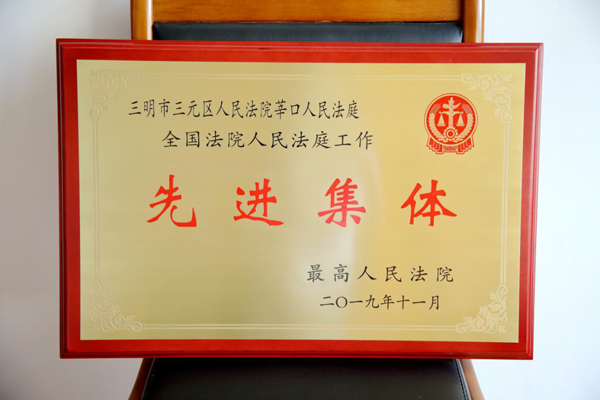 三明市三元区人民法院莘口人民法庭
全国法院人民法庭工作
先进集体
最高人民法院
二〇一九年十一月